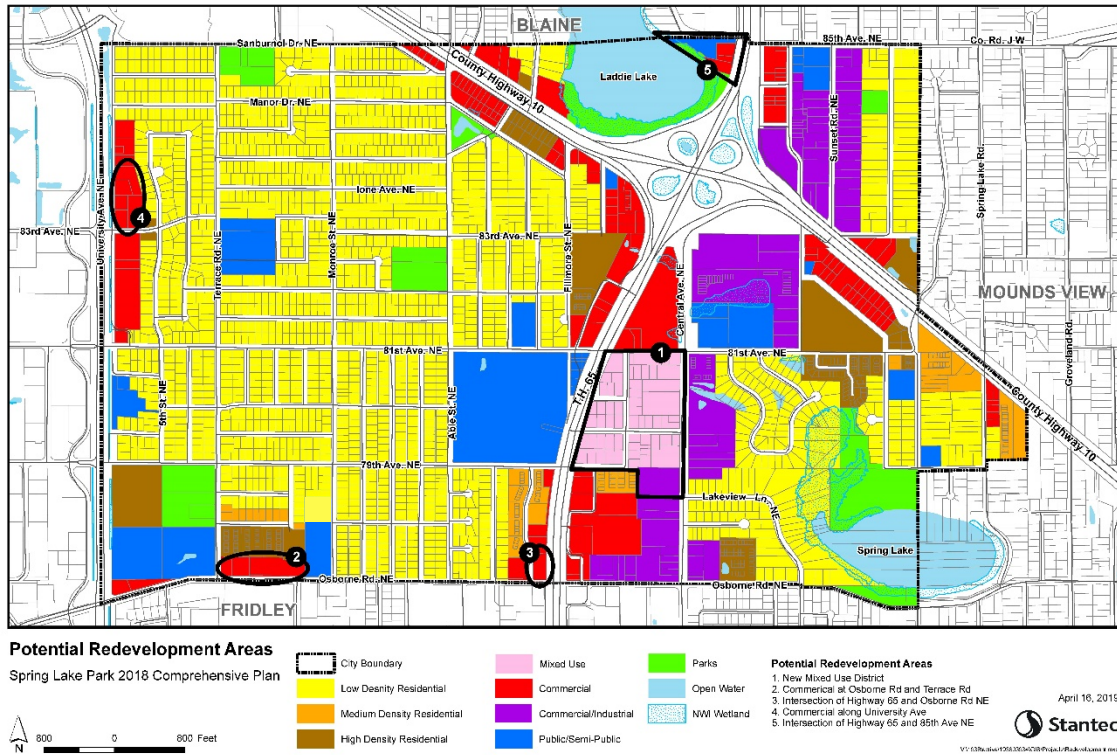 BLAINE
Sanburnol Dr. NE
85th Ave. NE
Co. Rd. J W
County Highway 10
Laddie Lake
5
Manor Dr. NE
Sunset Rd. NE
Spring Lake Rd.
University Ave. NE
Ione Ave. NE
4
83rd Ave. NE
Terrace Rd. NE
Monroe St. NE
83rd Ave. NE
Fillmore St. NE
Central Ave. NE
MOUNDS VIEW
Groveland Rd.
81st Ave. NE
1
81st Ave. NE
T.H. 65
5th St. NE
Able St. NE
County Highway 10
79th Ave. NE
Lakeview Ln. NE
Spring Lake
2
3
Osborne Rd. NE
Osborne Rd. NE
FRIDLEY
Potential Redevelopment Areas
Spring Lake Park 2018 Comprehensive Plan
N
800 0 800 Feet
City Boundary
Low Desnity Residential
Medium Density Residential
High Density Residential
Mixed Use
Commercial
Commercial/Industrial
Public/Semi-Public
Parks
Open Water
NWI Wetland
Potential Redevelopment Areas
1. New Mixed Use District
2. Commerical at Osborne Rd and Terrace Rd
3. Intersection of Highway 65 and Osborne Rd NE
4. Commercial along University Ave
5. Intersection of Highway 65 and 85th Ave NE
April 16, 2019
Stantec